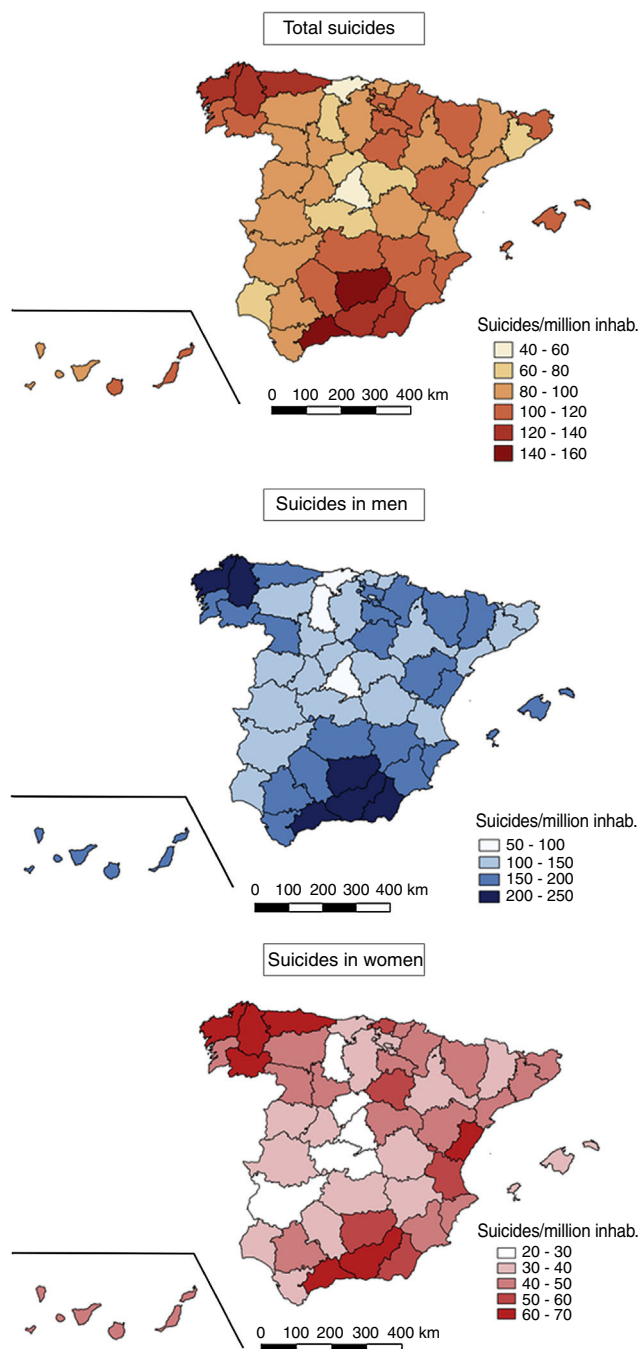 Total suicides
Suicides/million inhab.
40 - 60
60 - 80
80 - 100
100 - 120
120 - 140
140 - 160
0 100 200 300 400 km
Suicides in men
Suicides/million inhab.
50 - 100
100 - 150
150 - 200
200 - 250
0 100 200 300 400 km
Suicides in women
Suicides/million inhab.
20 - 30
30 - 40
40 - 50
50 - 60
60 - 70
0 100 200 300 400 km